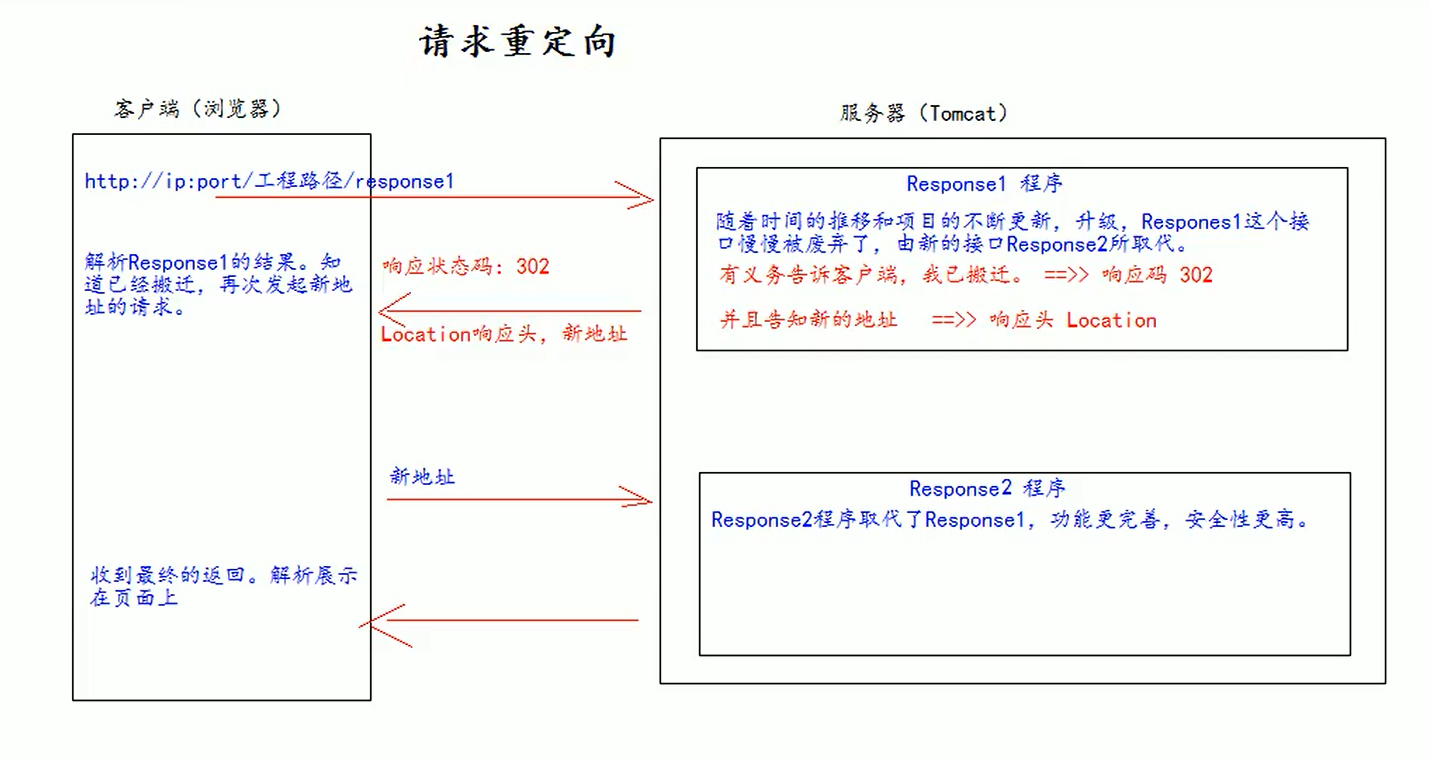 请求重定向
客户端（浏览器）
服务器（Tomcat）
http://ip:port/工程路径/response1
Response1 程序
随着时间的推移和项目的不断更新，升级，Respones1这个接
口慢慢被废弃了，由新的接口Response2所取代。
有义务告诉客户端，我已搬迁。 ==>> 响应码 302
并且告知新的地址 ==>> 响应头 Location
解析Response1的结果。知
道已经搬迁，再次发起新地
址的请求。
响应状态码：302
Location响应头，新地址
新地址
Response2 程序
Response2程序取代了Response1，功能更完善，安全性更高。
收到最终的返回。解析展示
在页面上